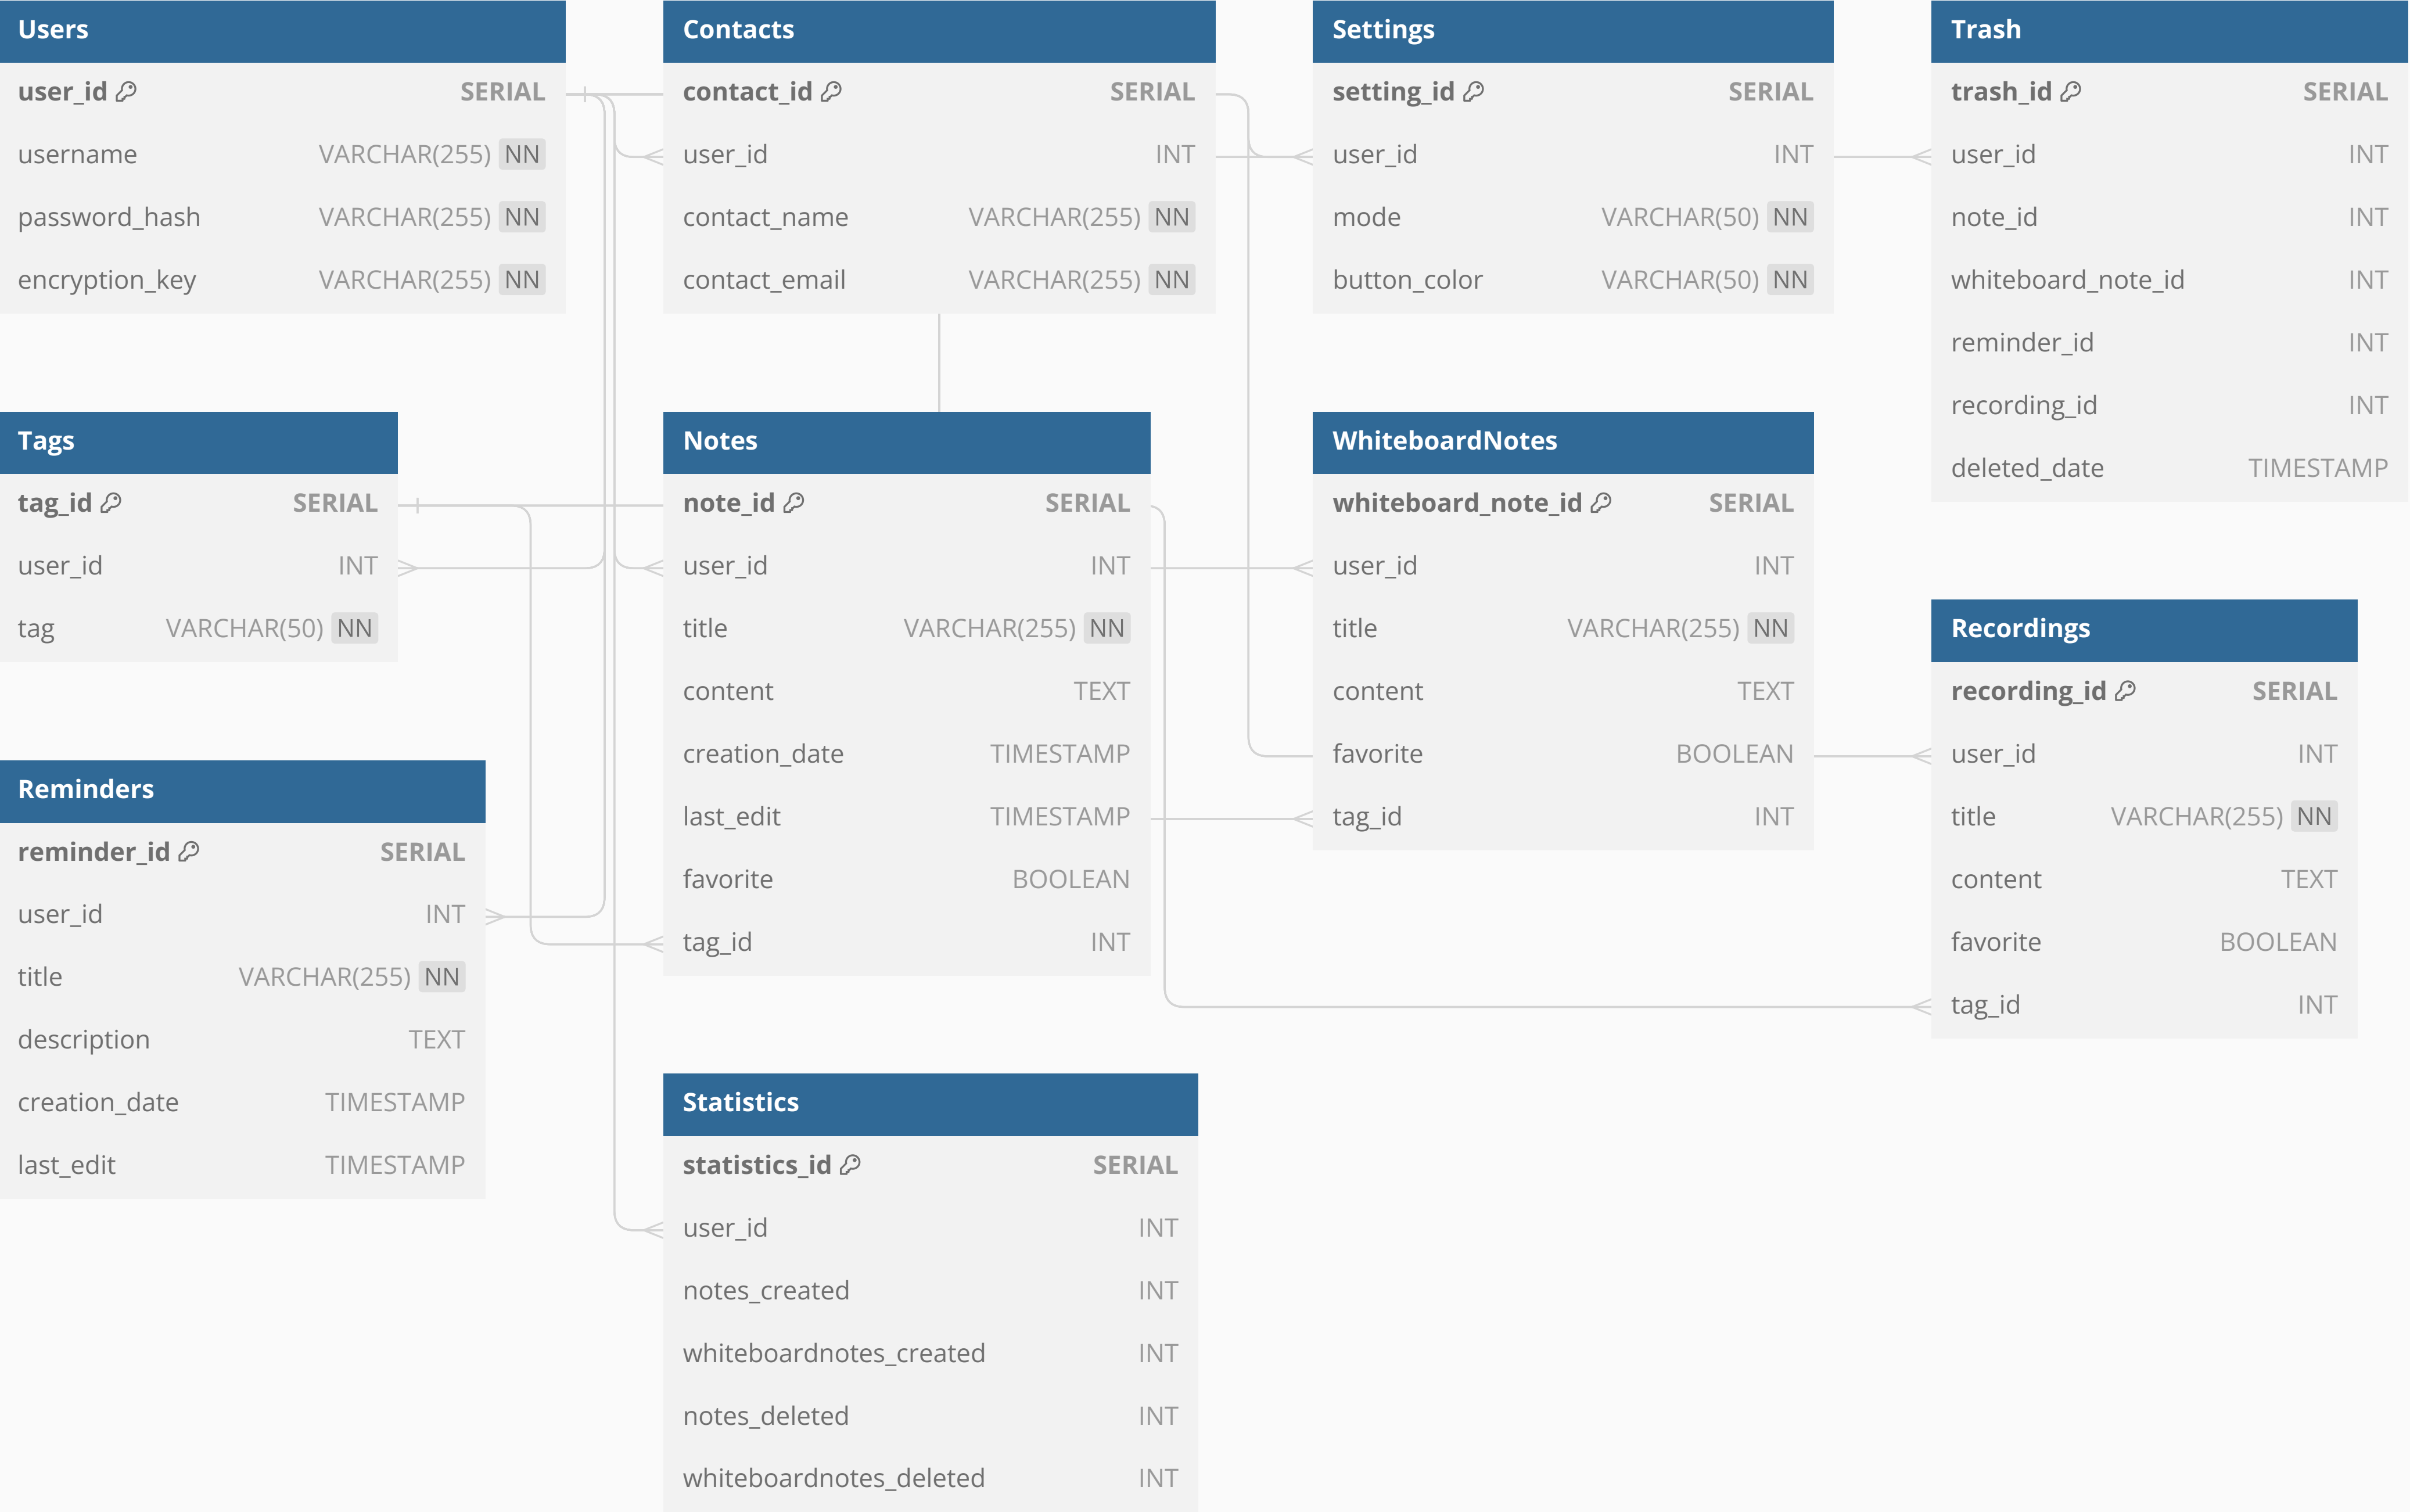 Users
user_id SERIAL
username VARCHAR(255) NN
password_hash VARCHAR(255) NN
encryption_key VARCHAR(255) NN
Contacts
contact_id SERIAL
user_id INT
contact_name VARCHAR(255) NN
contact_email VARCHAR(255) NN
Settings
setting_id SERIAL
user_id INT
mode VARCHAR(50) NN
button_color VARCHAR(50) NN
Trash
trash_id SERIAL
user_id INT
note_id INT
whiteboard_note_id INT
reminder_id INT
recording_id INT
deleted_date TIMESTAMP
Tags
tag_id SERIAL
user_id INT
tag VARCHAR(50) NN
Notes
note_id SERIAL
user_id INT
title VARCHAR(255) NN
content TEXT
creation_date TIMESTAMP
last_edit TIMESTAMP
favorite BOOLEAN
tag_id INT
WhiteboardNotes
whiteboard_note_id SERIAL
user_id INT
title VARCHAR(255) NN
content TEXT
favorite BOOLEAN
tag_id INT
Recordings
recording_id SERIAL
user_id INT
title VARCHAR(255) NN
content TEXT
favorite BOOLEAN
tag_id INT
Reminders
reminder_id SERIAL
user_id INT
title VARCHAR(255) NN
description TEXT
creation_date TIMESTAMP
last_edit TIMESTAMP
Statistics
statistics_id SERIAL
user_id INT
notes_created INT
whiteboardnotes_created INT
notes_deleted INT
whiteboardnotes_deleted INT